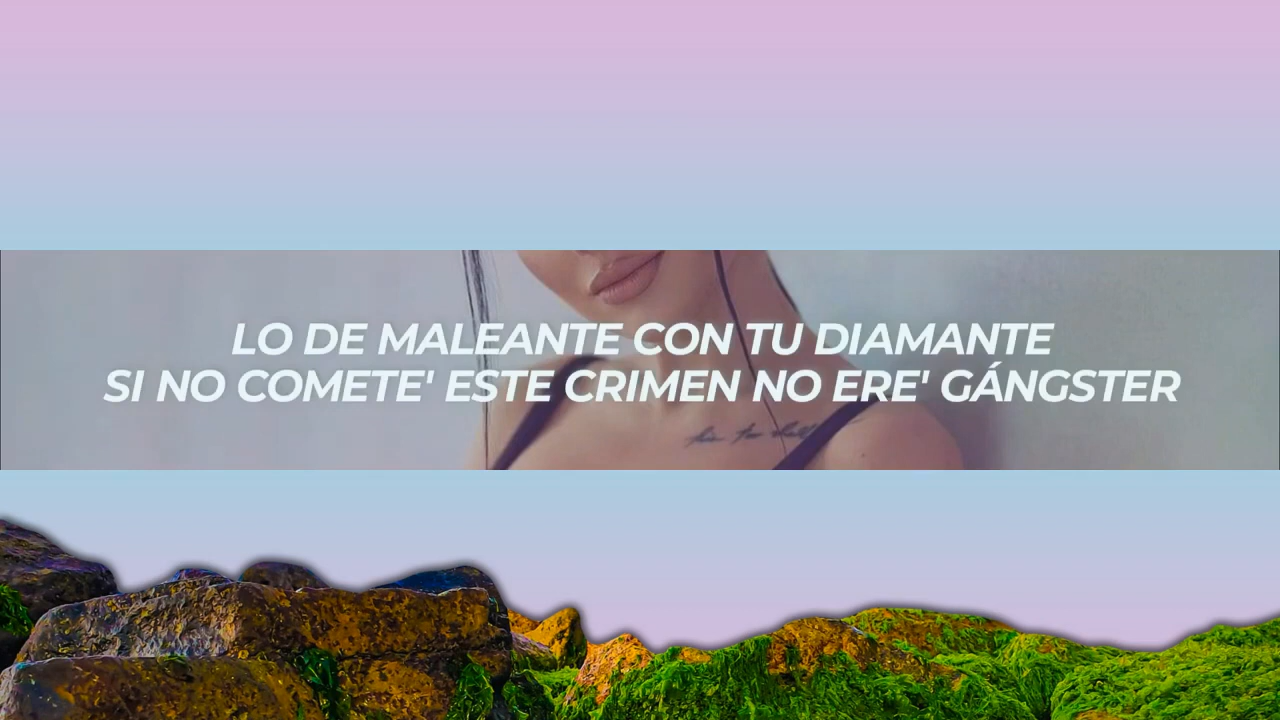 LO DE MALEANTE CON TU DIAMANTE
SI NO COMETE' ESTE CRIMEN NO ERE' GÁNGSTER